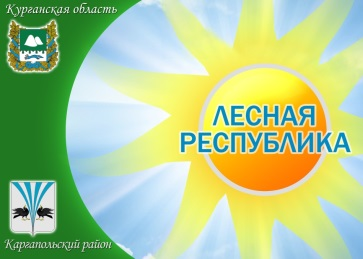 Курганская область
ЛЕСНАЯ
РЕСПУБЛИКА
Каргапольский район